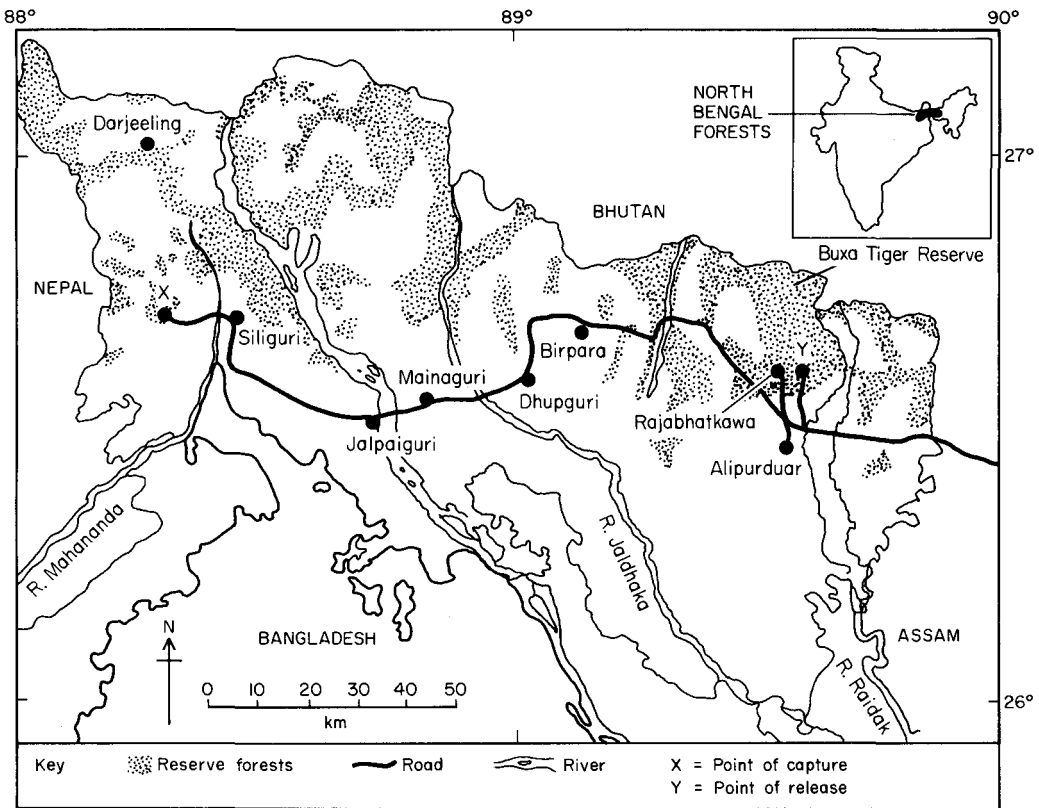 88°
89°
90°
NORTH
BENGAL
FORESTS
Darjeeling
27°
BHUTAN
Buxa Tiger Reserve
NEPAL
X
Siliguri
Birpara
Y
Mainaguri
Dhupguri
Rajabhatkawa
Jalpaiguri
Alipurduar
R. Mahananda
R. Jaldhaka
N
BANGLADESH
ASSAM
R. Raidak
0 10 20 30 40 50
km
26°
Key
Reserve forests
Road
River
X = Point of capture
Y = Point of release